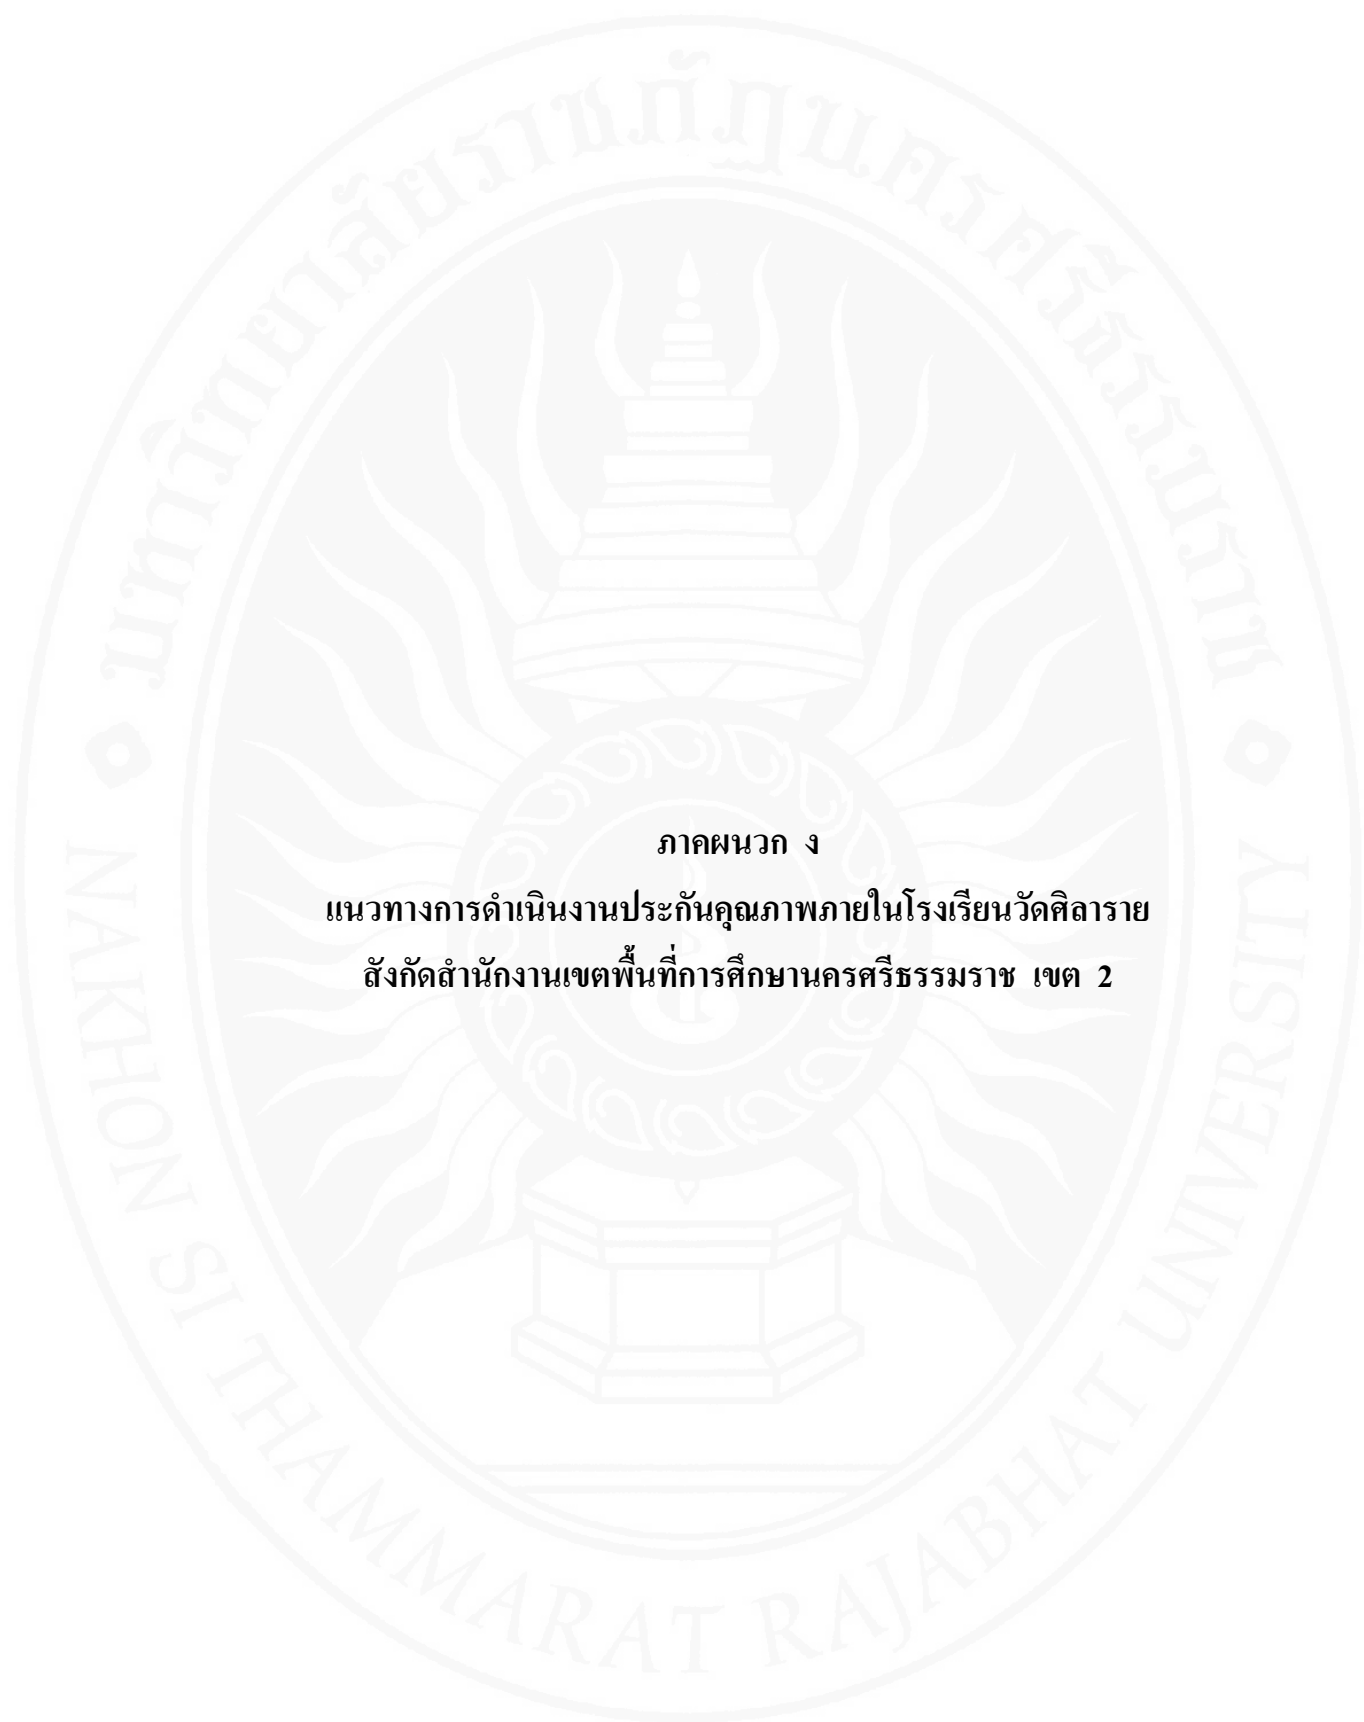 มหาวิทยาลัยราชภัฏนครศรีธรรมราช
ภาคผนวก ง
แนวทางการดำเนินงานประกันคุณภาพภายในโรงเรียนวัดศิลาราย
สังกัดสำนักงานเขตพื้นที่การศึกษานครศรีธรรมราช เขต 2
NAKHON SI THAMMARAT RAJABHAT UNIVERSITY